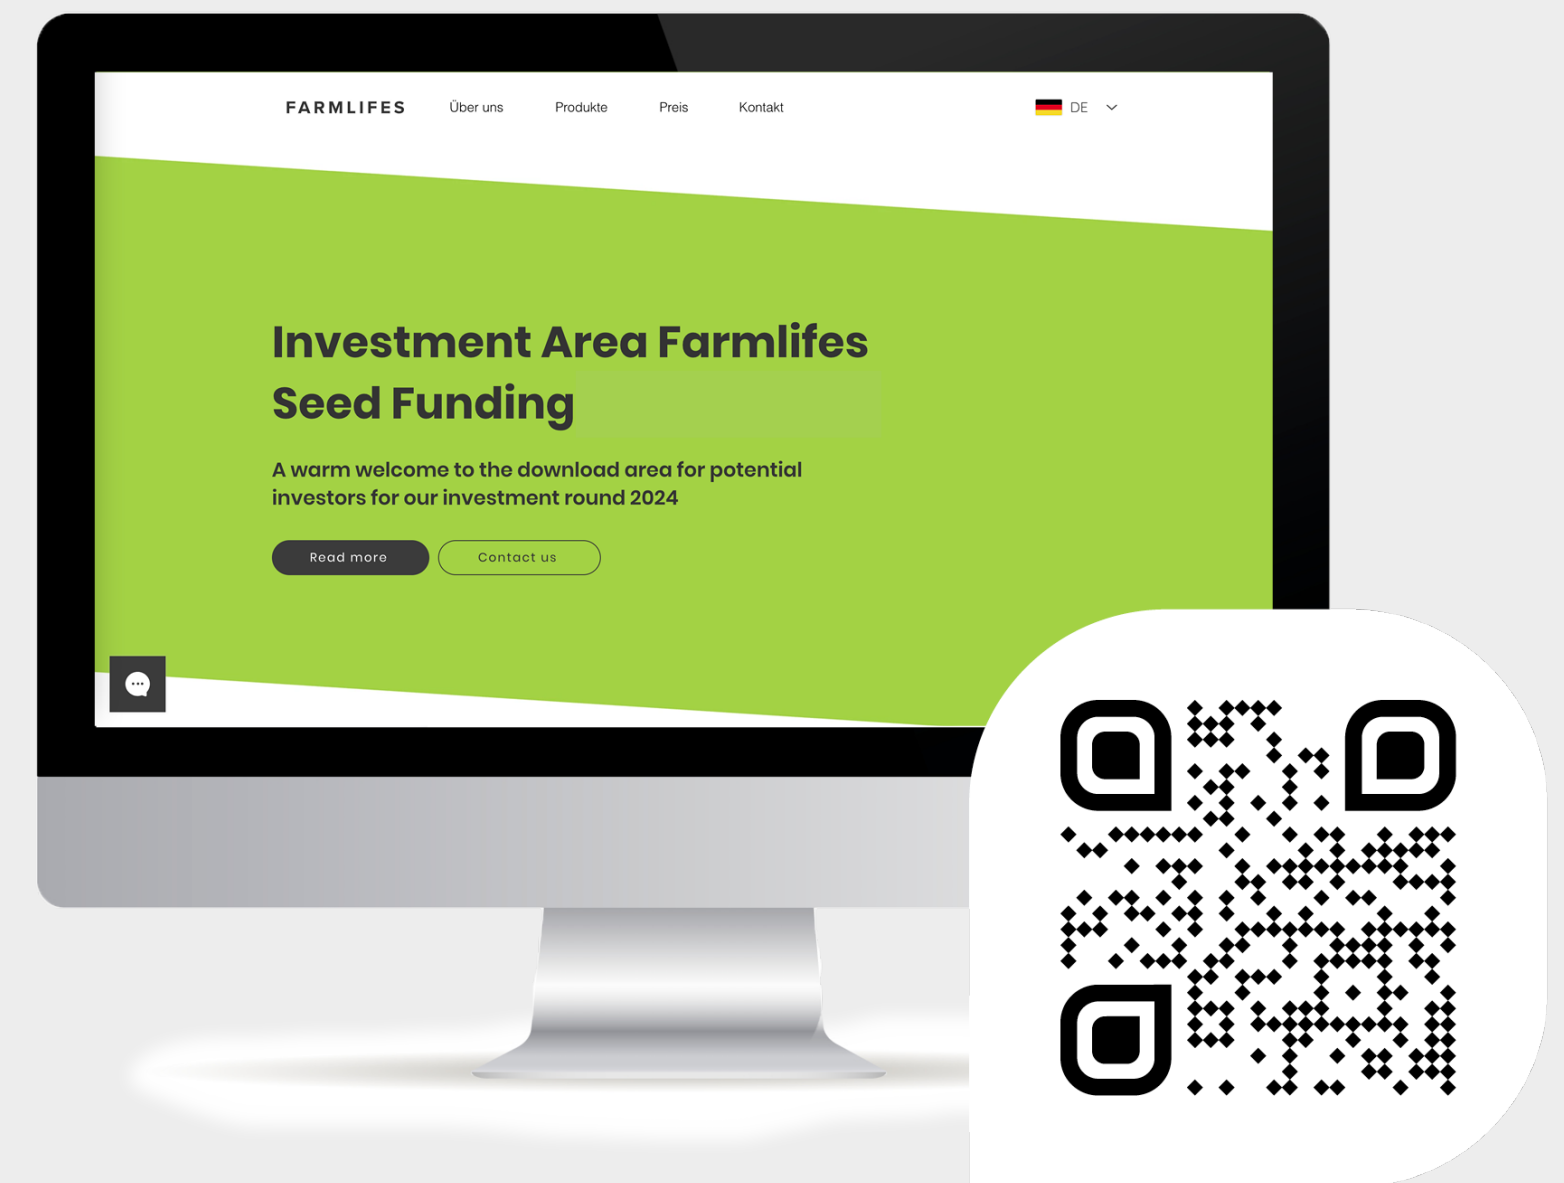 FARMLIFES Über uns Produkte Preis Kontakt DE
Investment Area Farmlifes
Seed Funding
A warm welcome to the download area for potential
investors for our investment round 2024
Read more Contact us